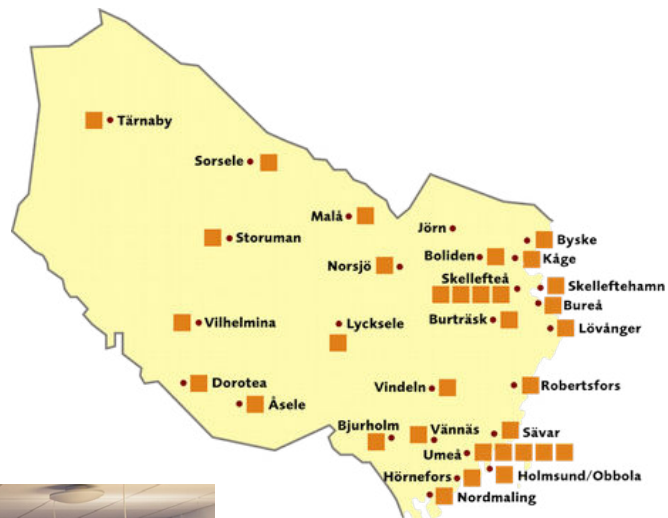 Tärnaby
Sorsele
Malå
Jörn
Storuman
Byske
Boliden
Kåge
Norsjö
Skellefteå
Skelleftehamn
Bureå
Vilhelmina
Lycksele
Burträsk
Lövånger
Dorotea
Vindeln
Robertsfors
Åsele
Bjurholm
Vännäs
Sävar
Umeå
Hörnefors
Holmsund/Obbola
Nordmaling